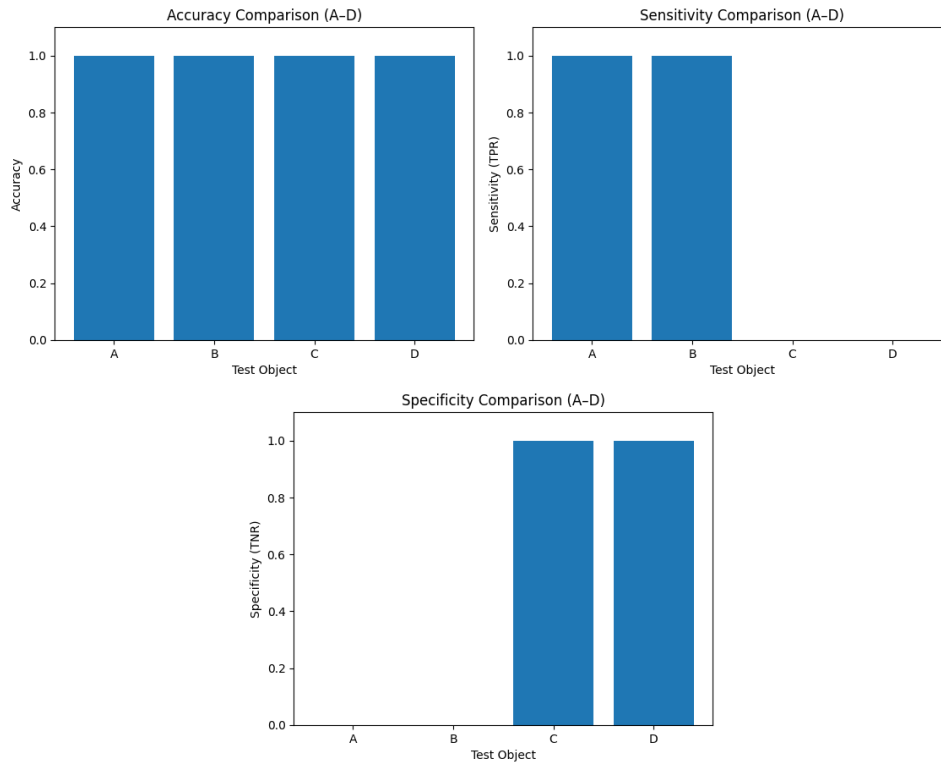 Accuracy Comparison (A–D)
Accuracy
1.0
0.8
0.6
0.4
0.2
0.0
A B C D
Test Object
Sensitivity Comparison (A–D)
Sensitivity (TPR)
1.0
0.8
0.6
0.4
0.2
0.0
A B C D
Test Object
Specificity Comparison (A–D)
Specificity (TNR)
1.0
0.8
0.6
0.4
0.2
0.0
A B C D
Test Object